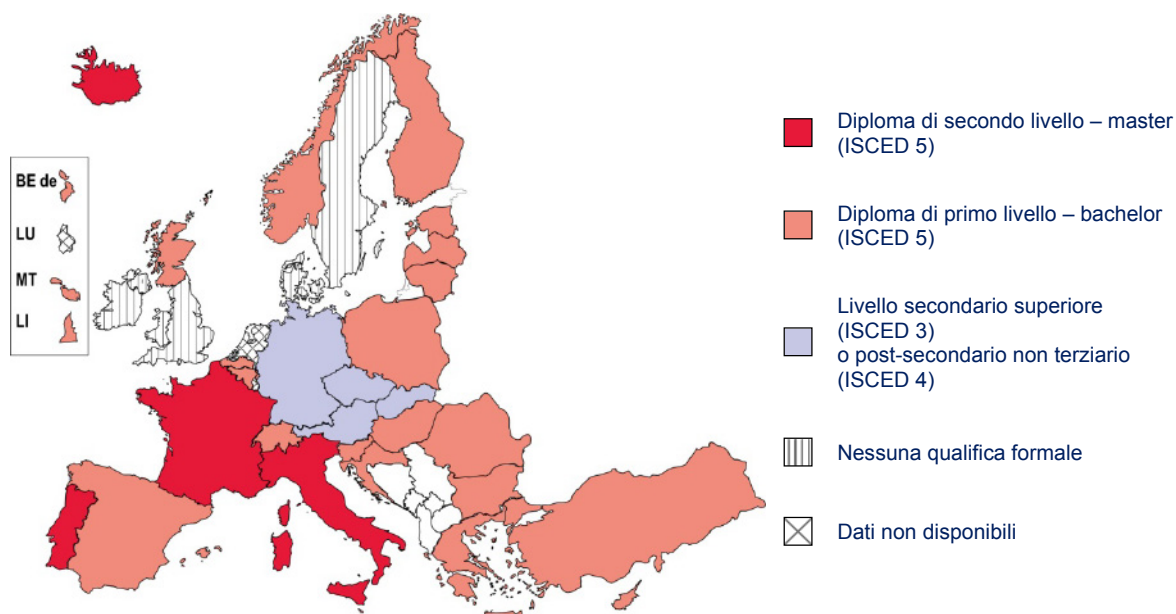 BE de
LU
MT
LI
Diploma di secondo livello – master
(ISCED 5)
Diploma di primo livello – bachelor
(ISCED 5)
Livello secondario superiore
(ISCED 3)
o post-secondario non terziario
(ISCED 4)
Nessuna qualifica formale
Dati non disponibili